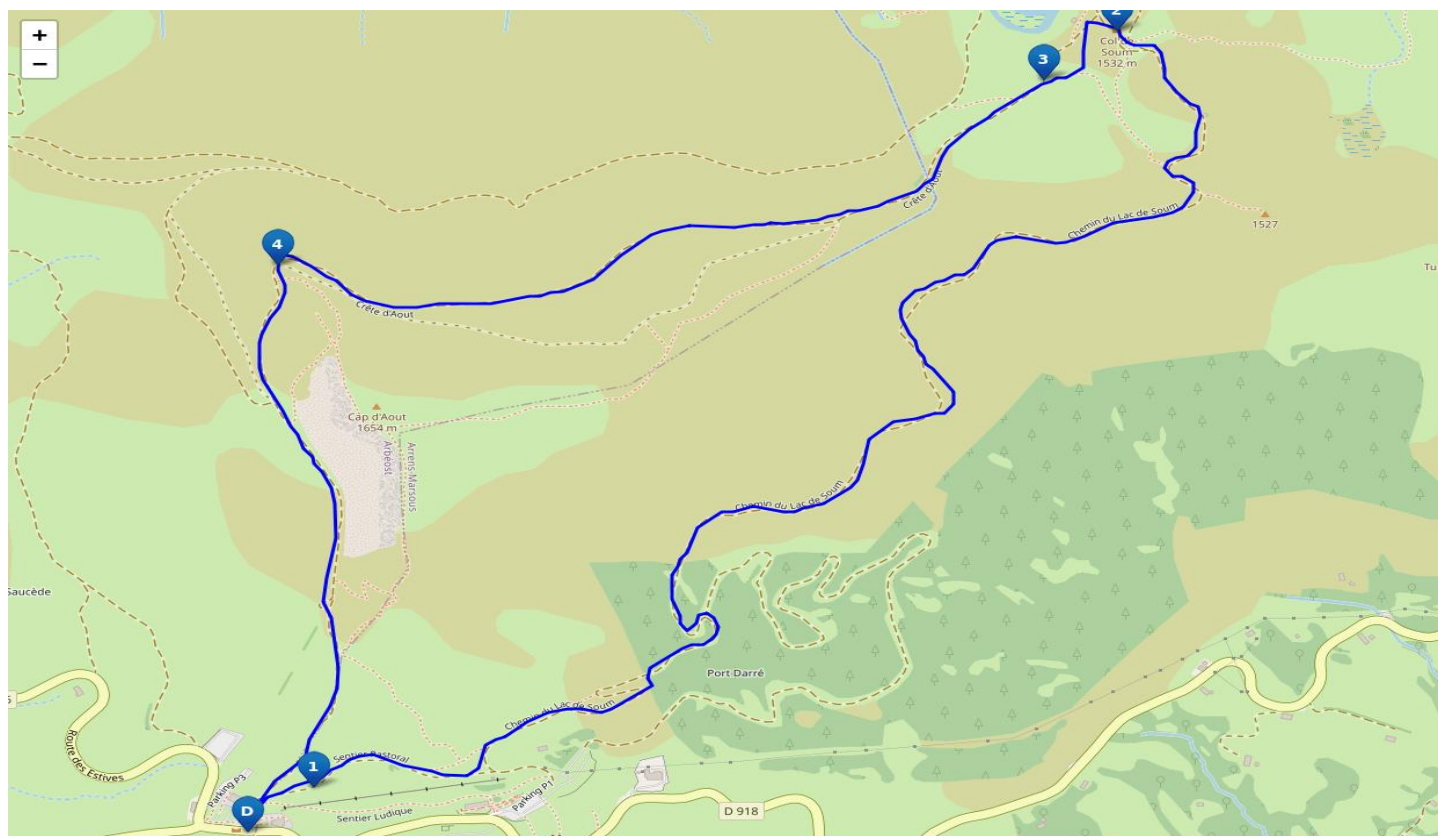 +
−
2
Col de
Soum
1532 m
3
Crête d'Aout
Chemin du Lac de Soum
1527
Tu
4
Crête d'Aout
Cap d'Aout
1654 m
Arbéost
Arrens-Marsous
Chemin du Lac de Soum
Saucède
Port Darré
Chemin du Lac de Soum
Route des Estives
1
Sentier Pastoral
Parking P3
D
Sentier Ludique
Parking P1
D 918